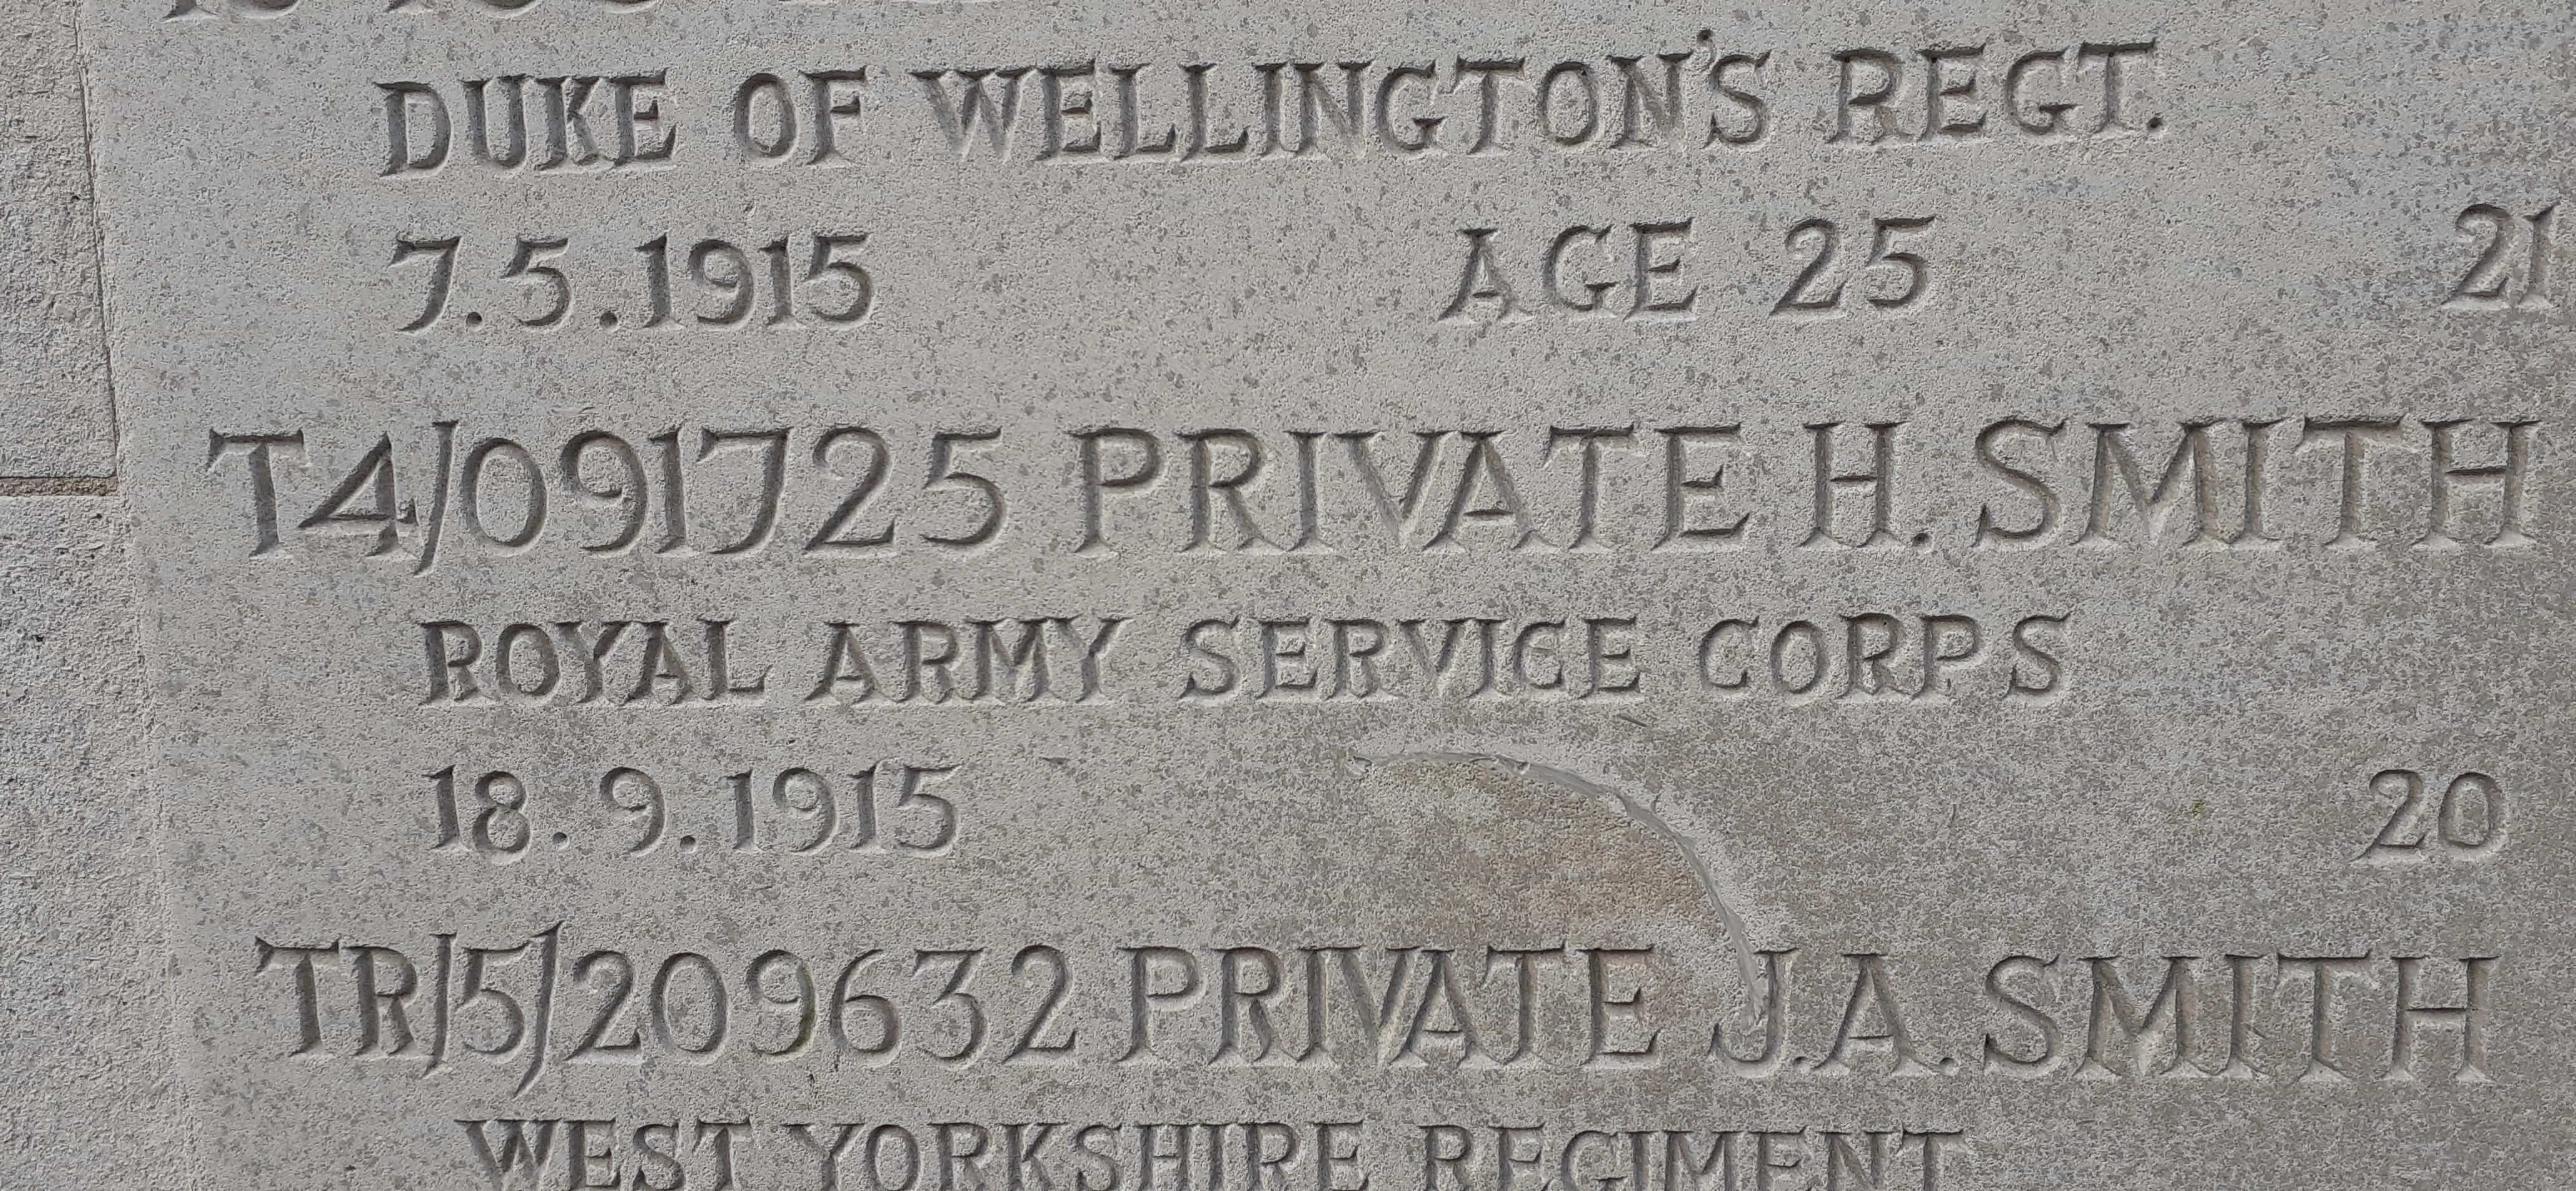 DUKE OF WELLINGTON'S REGT.
7.5.1915 AGE 25 21
T4/091725 PRIVATE H. SMITH
ROYAL ARMY SERVICE CORPS
18.9.1915 20
TR/5/209632 PRIVATE J.A. SMITH
WEST YORKSHIRE REGIMENT